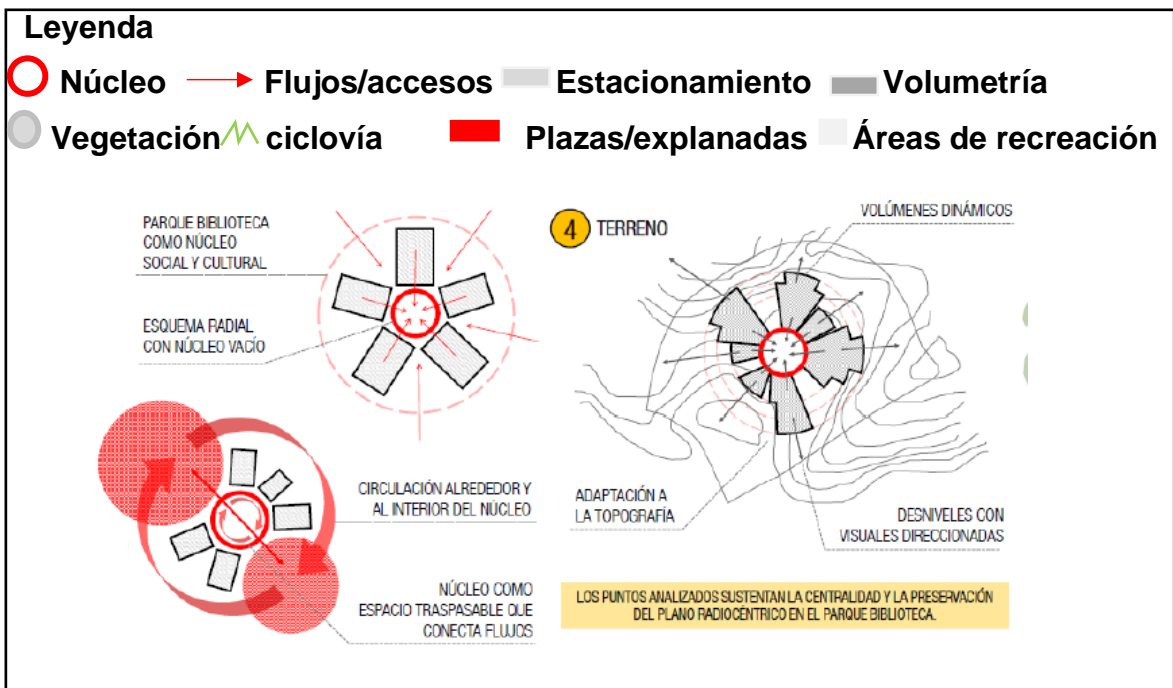 Leyenda
Núcleo Flujos/accesos Estacionamiento Volumetría
Vegetación ciclovía Plazas/explanadas Áreas de recreación
PARQUE BIBLIOTECA
COMO NÚCLEO
SOCIAL Y CULTURAL
ESQUEMA RADIAL
CON NÚCLEO VACÍO
4 TERRENO
VOLÚMENES DINÁMICOS
CIRCULACIÓN ALREDEDOR Y
AL INTERIOR DEL NÚCLEO
NÚCLEO COMO
ESPACIO TRASPASABLE QUE
CONECTA FLUJOS
ADAPTACIÓN A
LA TOPOGRAFÍA
DESNIVELES CON
VISUALES DIRECCIONADAS
LOS PUNTOS ANALIZADOS SUSTENTAN LA CENTRALIDAD Y LA PRESERVACIÓN
DEL PLANO RADIOCÉNTRICO EN EL PARQUE BIBLIOTECA.